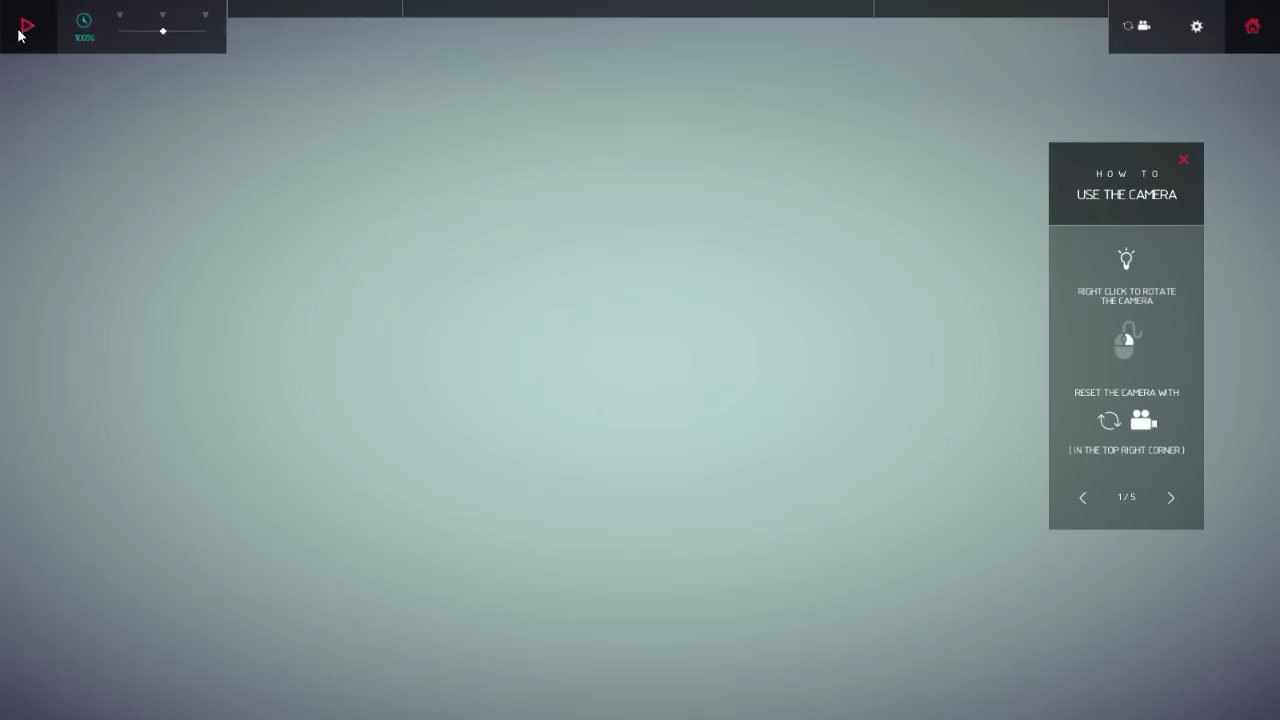 100%
HOW TO
USE THE CAMERA
RIGHT CLICK TO ROTATE
THE CAMERA
RESET THE CAMERA WITH
( IN THE TOP RIGHT CORNER )
1/5